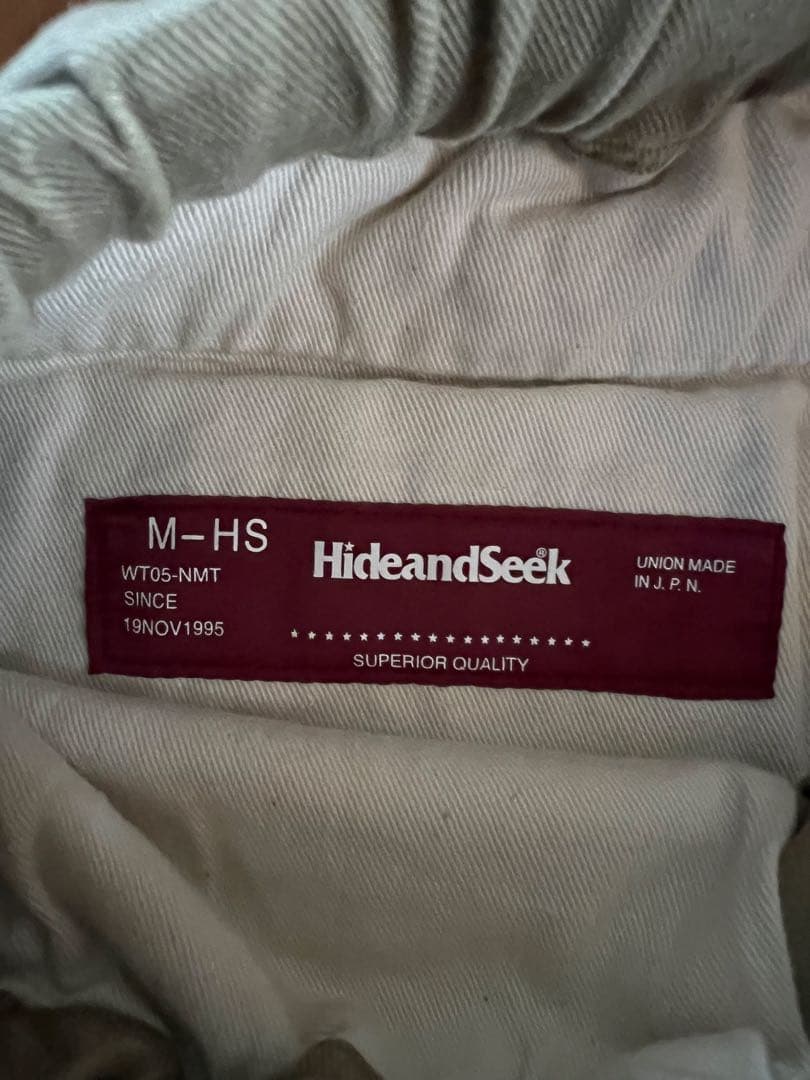 M-HS
WT05-NMT
SINCE
19NOV1995
HideandSeek®
★★★★★★★★★★★★★★★★★★
SUPERIOR QUALITY
UNION MADE
IN J. P. N.